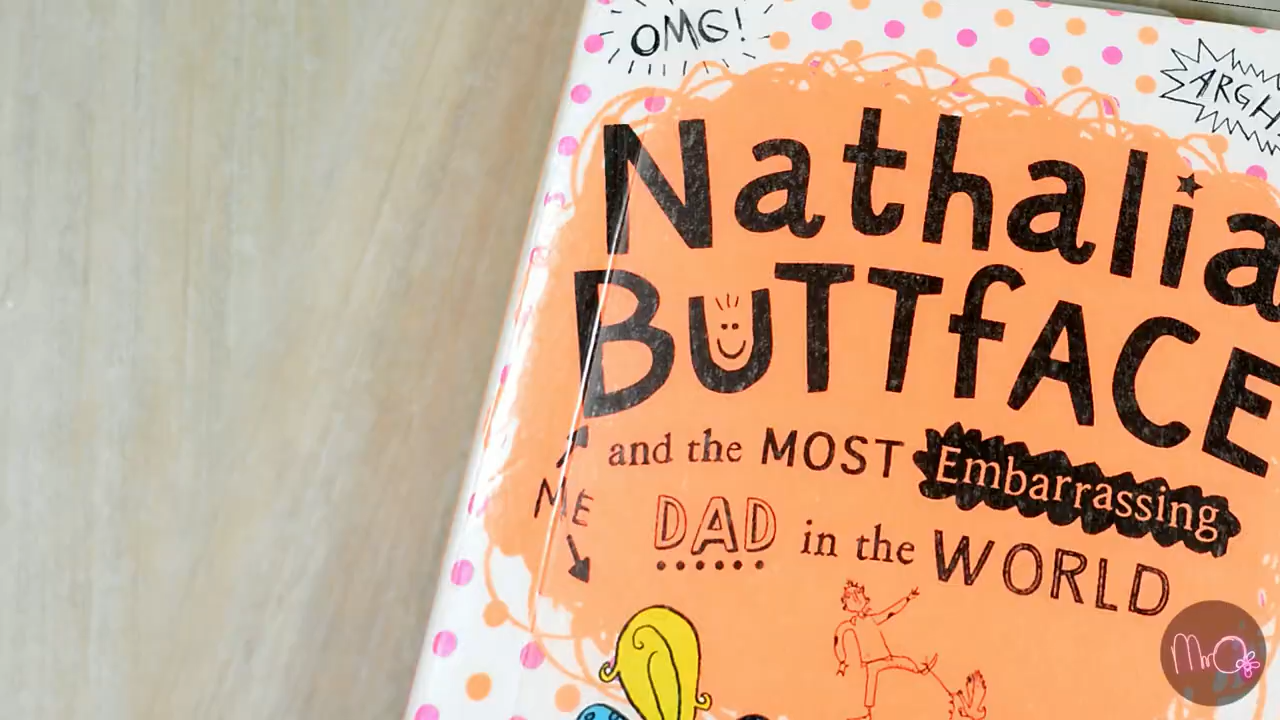 OMG!
ARGH
Nathalia
BUTTFACE
and the MOST Embarrassing
ME
DAD in the WORLD